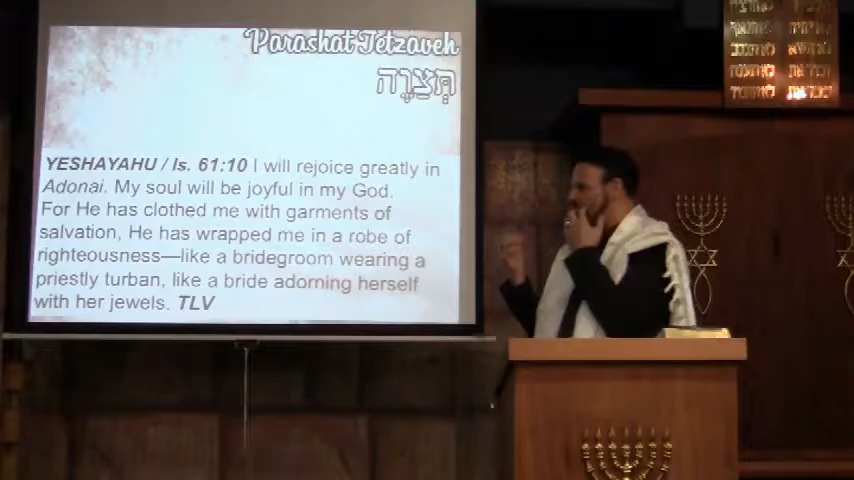 Parashat Tetzaveh
תְּצַוֶּה
YESHAYAHU / Is. 61:10 I will rejoice greatly in
Adonai. My soul will be joyful in my God.
For He has clothed me with garments of
salvation, He has wrapped me in a robe of
righteousness—like a bridegroom wearing a
priestly turban, like a bride adorning herself
with her jewels. TLV